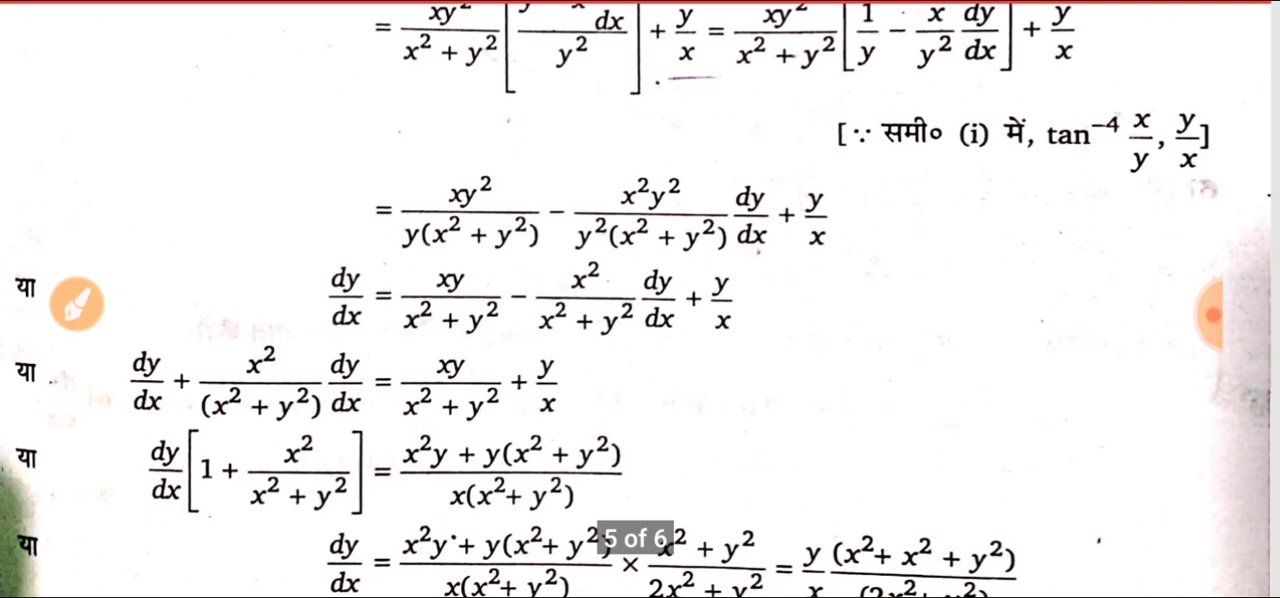 = xy²/(x² + y²) [ dx / y² ] + y/x = xy²/(x² + y²) [1/y - x/y² dy/dx] + y/x
[∵ समी० (i) में, tan⁻⁴ x/y, y/x]
= xy²/(y(x² + y²)) - x²y²/(y²(x² + y²)) dy/dx + y/x
या dy/dx = xy/(x² + y²) - x²/(x² + y²) dy/dx + y/x
या dy/dx + x²/((x² + y²)) dy/dx = xy/(x² + y²) + y/x
या dy/dx [1 + x²/(x² + y²)] = (x²y + y(x² + y²))/(x(x² + y²))
या dy/dx = (x²y + y(x² + y²))/(x(x² + y²)) × (x² + y²)/(2x² + y²) = y/x (x² + x² + y²)/(2x² + y²)
5 of 6